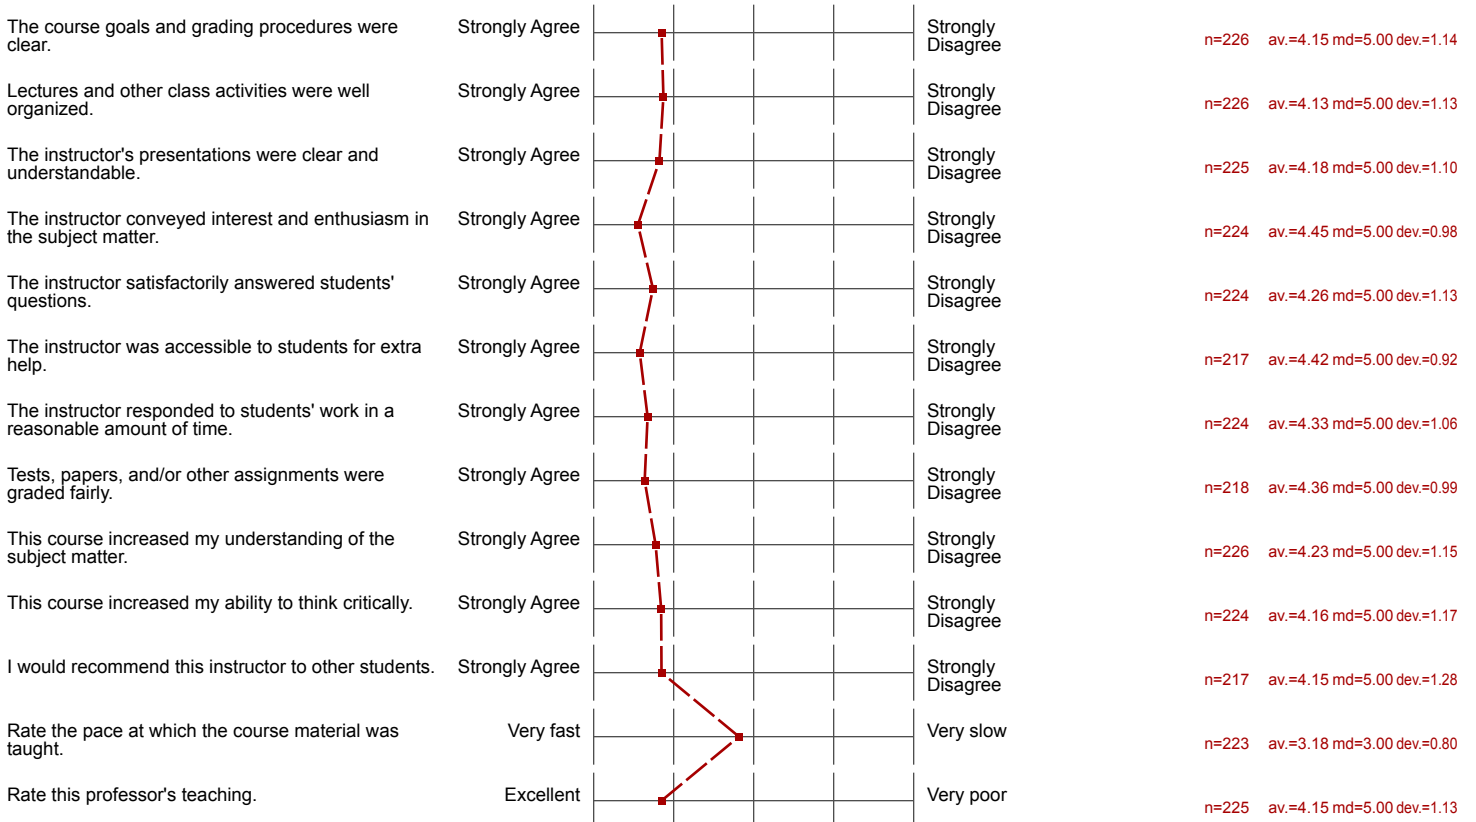 The course goals and grading procedures were
clear.
Strongly Agree
Strongly
Disagree
n=226 av.=4.15 md=5.00 dev.=1.14
Lectures and other class activities were well
organized.
Strongly Agree
Strongly
Disagree
n=226 av.=4.13 md=5.00 dev.=1.13
The instructor's presentations were clear and
understandable.
Strongly Agree
Strongly
Disagree
n=225 av.=4.18 md=5.00 dev.=1.10
The instructor conveyed interest and enthusiasm in
the subject matter.
Strongly Agree
Strongly
Disagree
n=224 av.=4.45 md=5.00 dev.=0.98
The instructor satisfactorily answered students'
questions.
Strongly Agree
Strongly
Disagree
n=224 av.=4.26 md=5.00 dev.=1.13
The instructor was accessible to students for extra
help.
Strongly Agree
Strongly
Disagree
n=217 av.=4.42 md=5.00 dev.=0.92
The instructor responded to students' work in a
reasonable amount of time.
Strongly Agree
Strongly
Disagree
n=224 av.=4.33 md=5.00 dev.=1.06
Tests, papers, and/or other assignments were
graded fairly.
Strongly Agree
Strongly
Disagree
n=218 av.=4.36 md=5.00 dev.=0.99
This course increased my understanding of the
subject matter.
Strongly Agree
Strongly
Disagree
n=226 av.=4.23 md=5.00 dev.=1.15
This course increased my ability to think critically.
Strongly Agree
Strongly
Disagree
n=224 av.=4.16 md=5.00 dev.=1.17
I would recommend this instructor to other students.
Strongly Agree
Strongly
Disagree
n=217 av.=4.15 md=5.00 dev.=1.28
Rate the pace at which the course material was
taught.
Very fast
Very slow
n=223 av.=3.18 md=3.00 dev.=0.80
Rate this professor's teaching.
Excellent
Very poor
n=225 av.=4.15 md=5.00 dev.=1.13